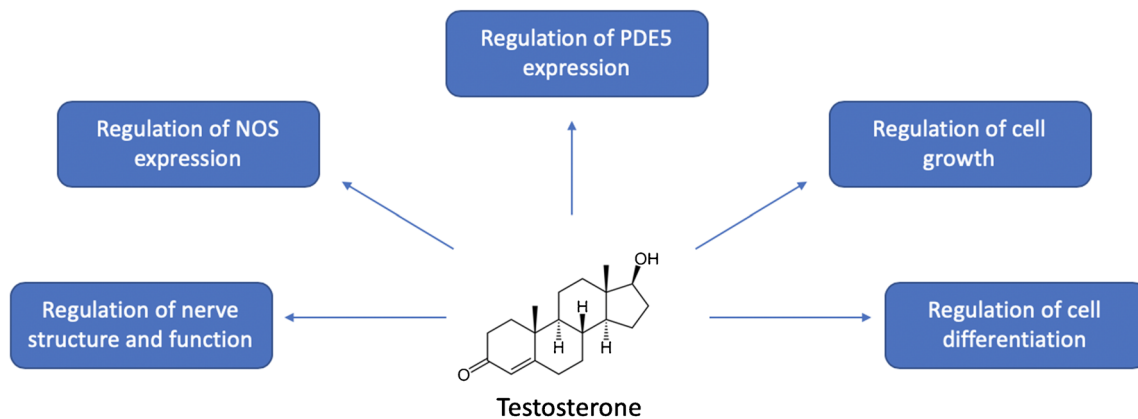 Regulation of PDE5
expression
Regulation of NOS
expression
Regulation of cell
growth
Regulation of nerve
structure and function
Regulation of cell
differentiation
OH
H
H
H
O
Testosterone